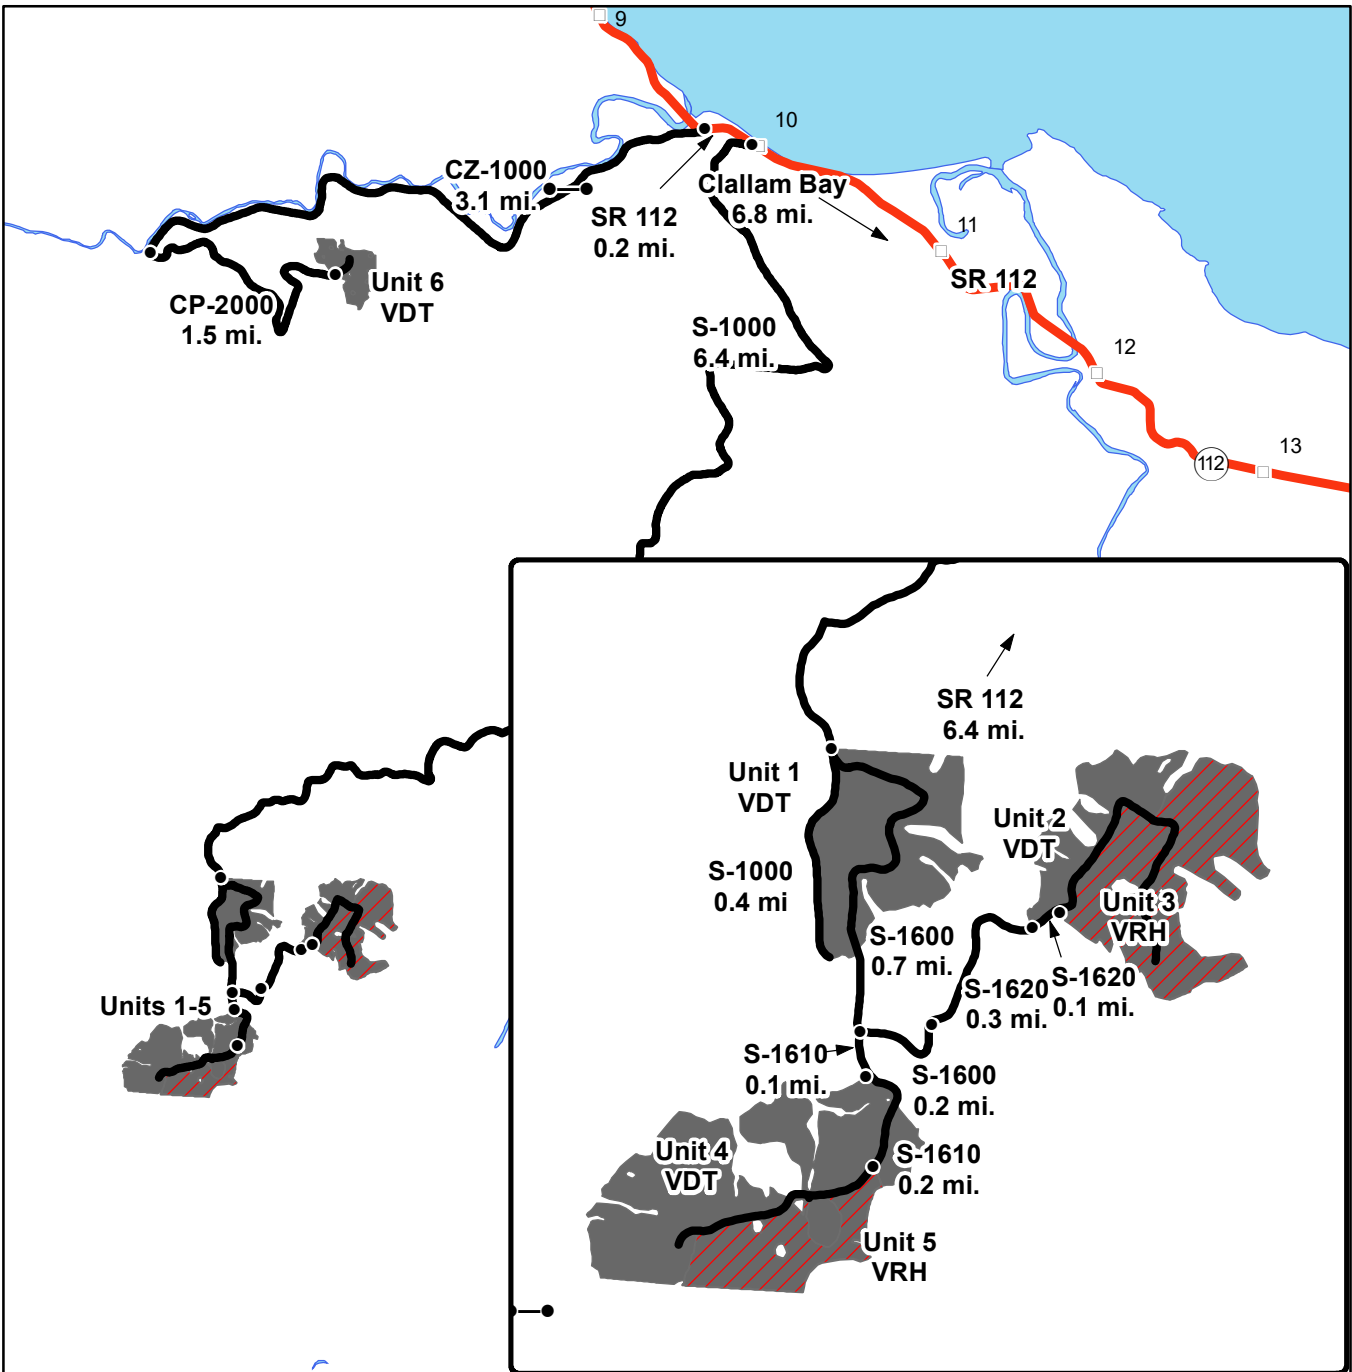 9
10
CZ-1000
3.1 mi.
SR 112
0.2 mi.
Clallam Bay
6.8 mi.
11
SR 112
Unit 6
VDT
CP-2000
1.5 mi.
S-1000
6.4 mi.
12
13
112
SR 112
6.4 mi.
Unit 1
VDT
Unit 2
VDT
S-1000
0.4 mi
Unit 3
VRH
S-1600
0.7 mi.
S-1620
0.3 mi.
S-1620
0.1 mi.
Units 1-5
S-1610
0.1 mi.
S-1600
0.2 mi.
Unit 4
VDT
S-1610
0.2 mi.
Unit 5
VRH